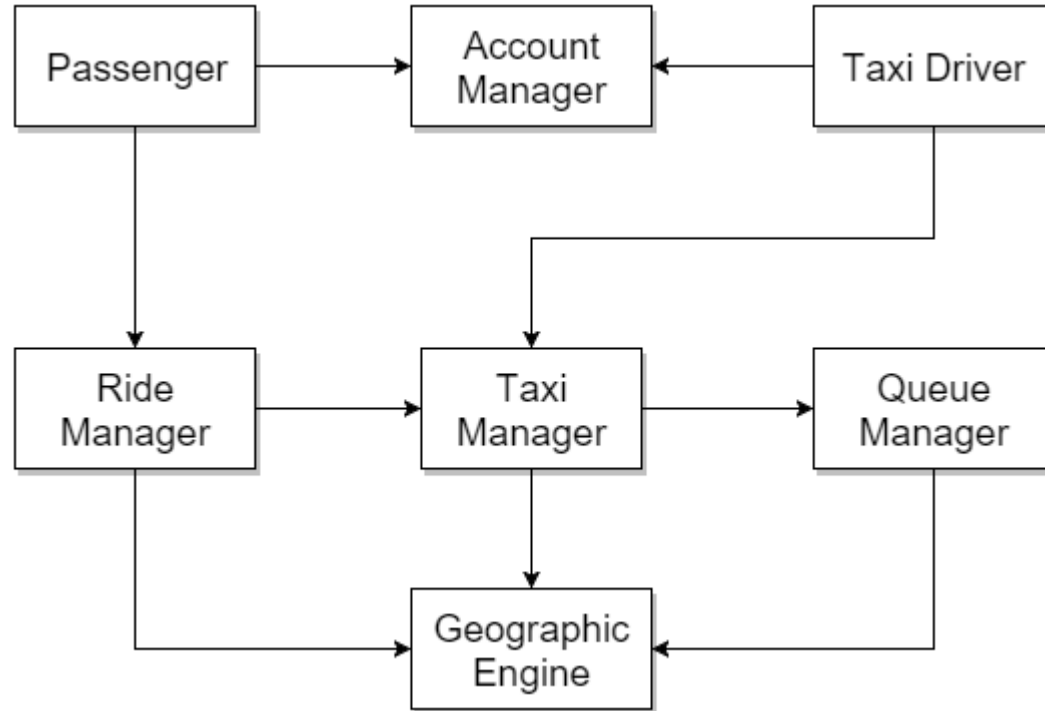 Passenger
Account
Manager
Taxi Driver
Ride
Manager
Taxi
Manager
Queue
Manager
Geographic
Engine